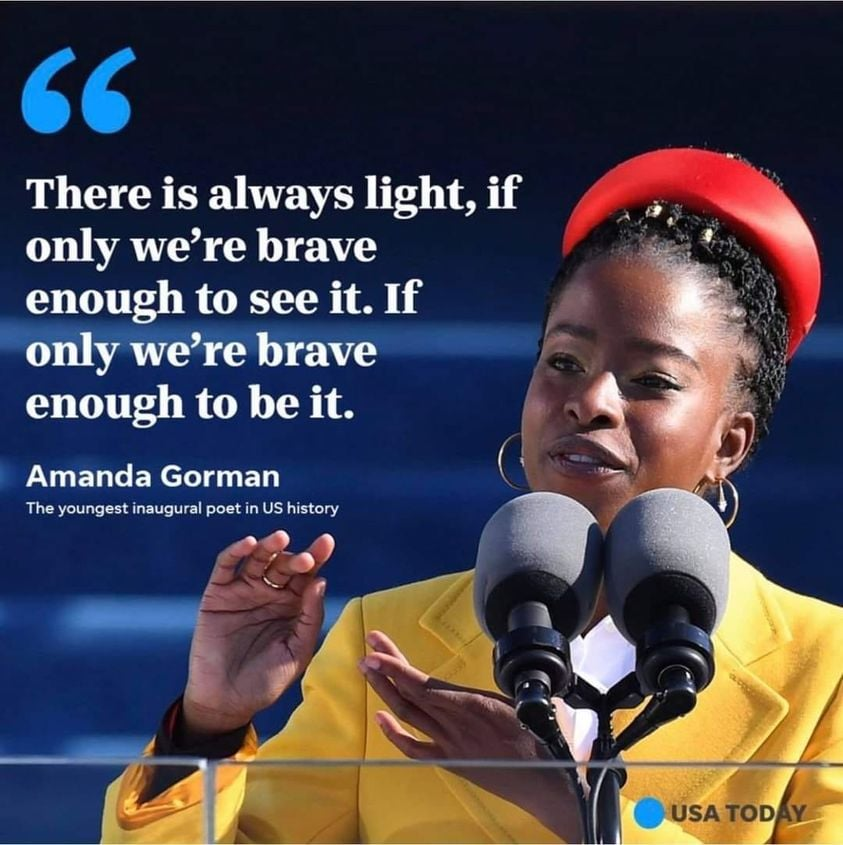 “
There is always light, if
only we’re brave
enough to see it. If
only we’re brave
enough to be it.
Amanda Gorman
The youngest inaugural poet in US history
USA TODAY